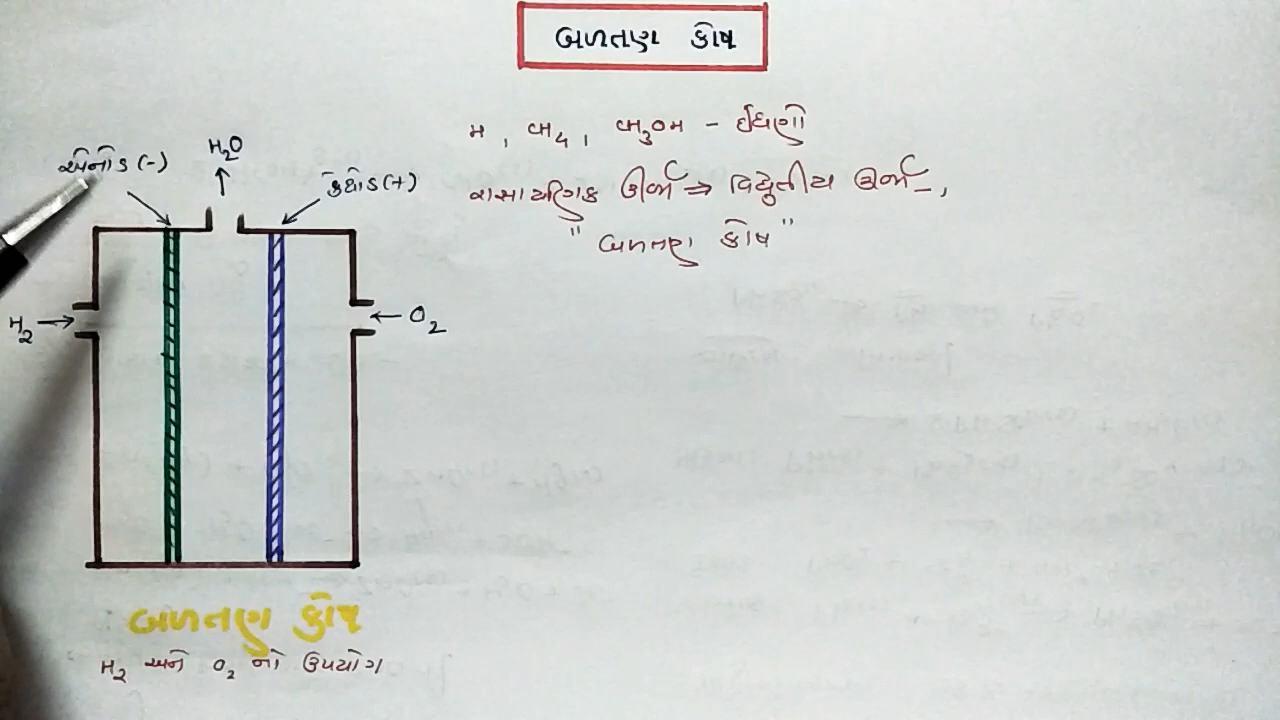 બળતણ કોષ
H, CH4, CH3OH - ઈંધણો
રાસાયણિક ઊર્જા ⇒ વિદ્યુતીય ઊર્જા,
"બળતણ કોષ"
એનોડ (-)
H2O
કેથોડ (+)
H2
O2
બળતણ કોષ
H2 અને O2 નો ઉપયોગ